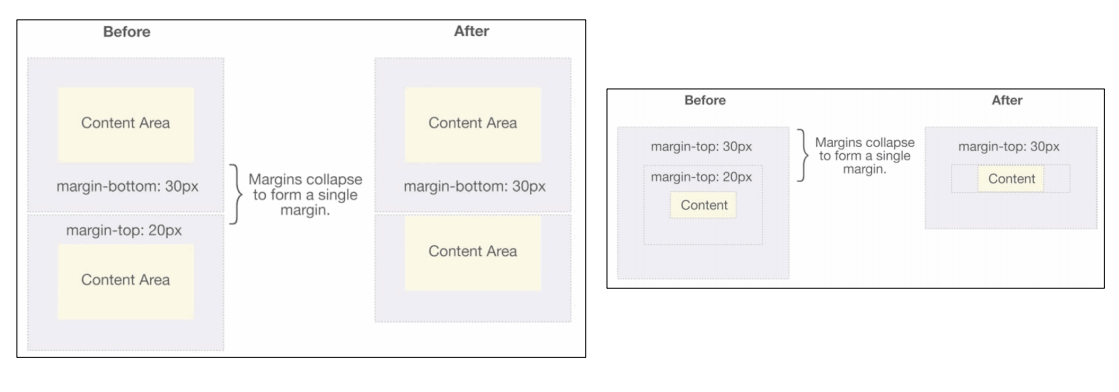 Before
After
Content Area
Content Area
margin-bottom: 30px
Margins collapse
to form a single
margin.
margin-bottom: 30px
margin-top: 20px
Content Area
Content Area
Before
After
margin-top: 30px
Margins collapse
to form a single
margin.
margin-top: 30px
margin-top: 20px
Content
Content